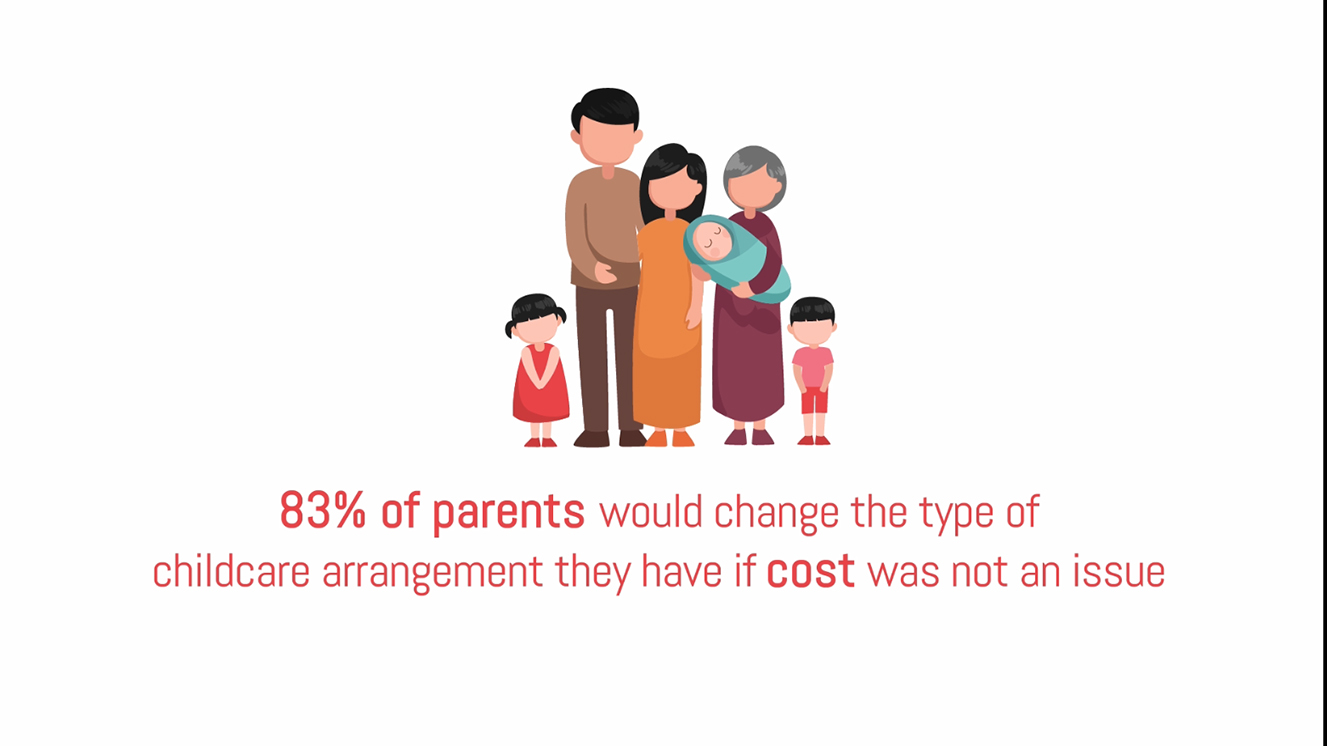 83% of parents would change the type of
childcare arrangement they have if cost was not an issue